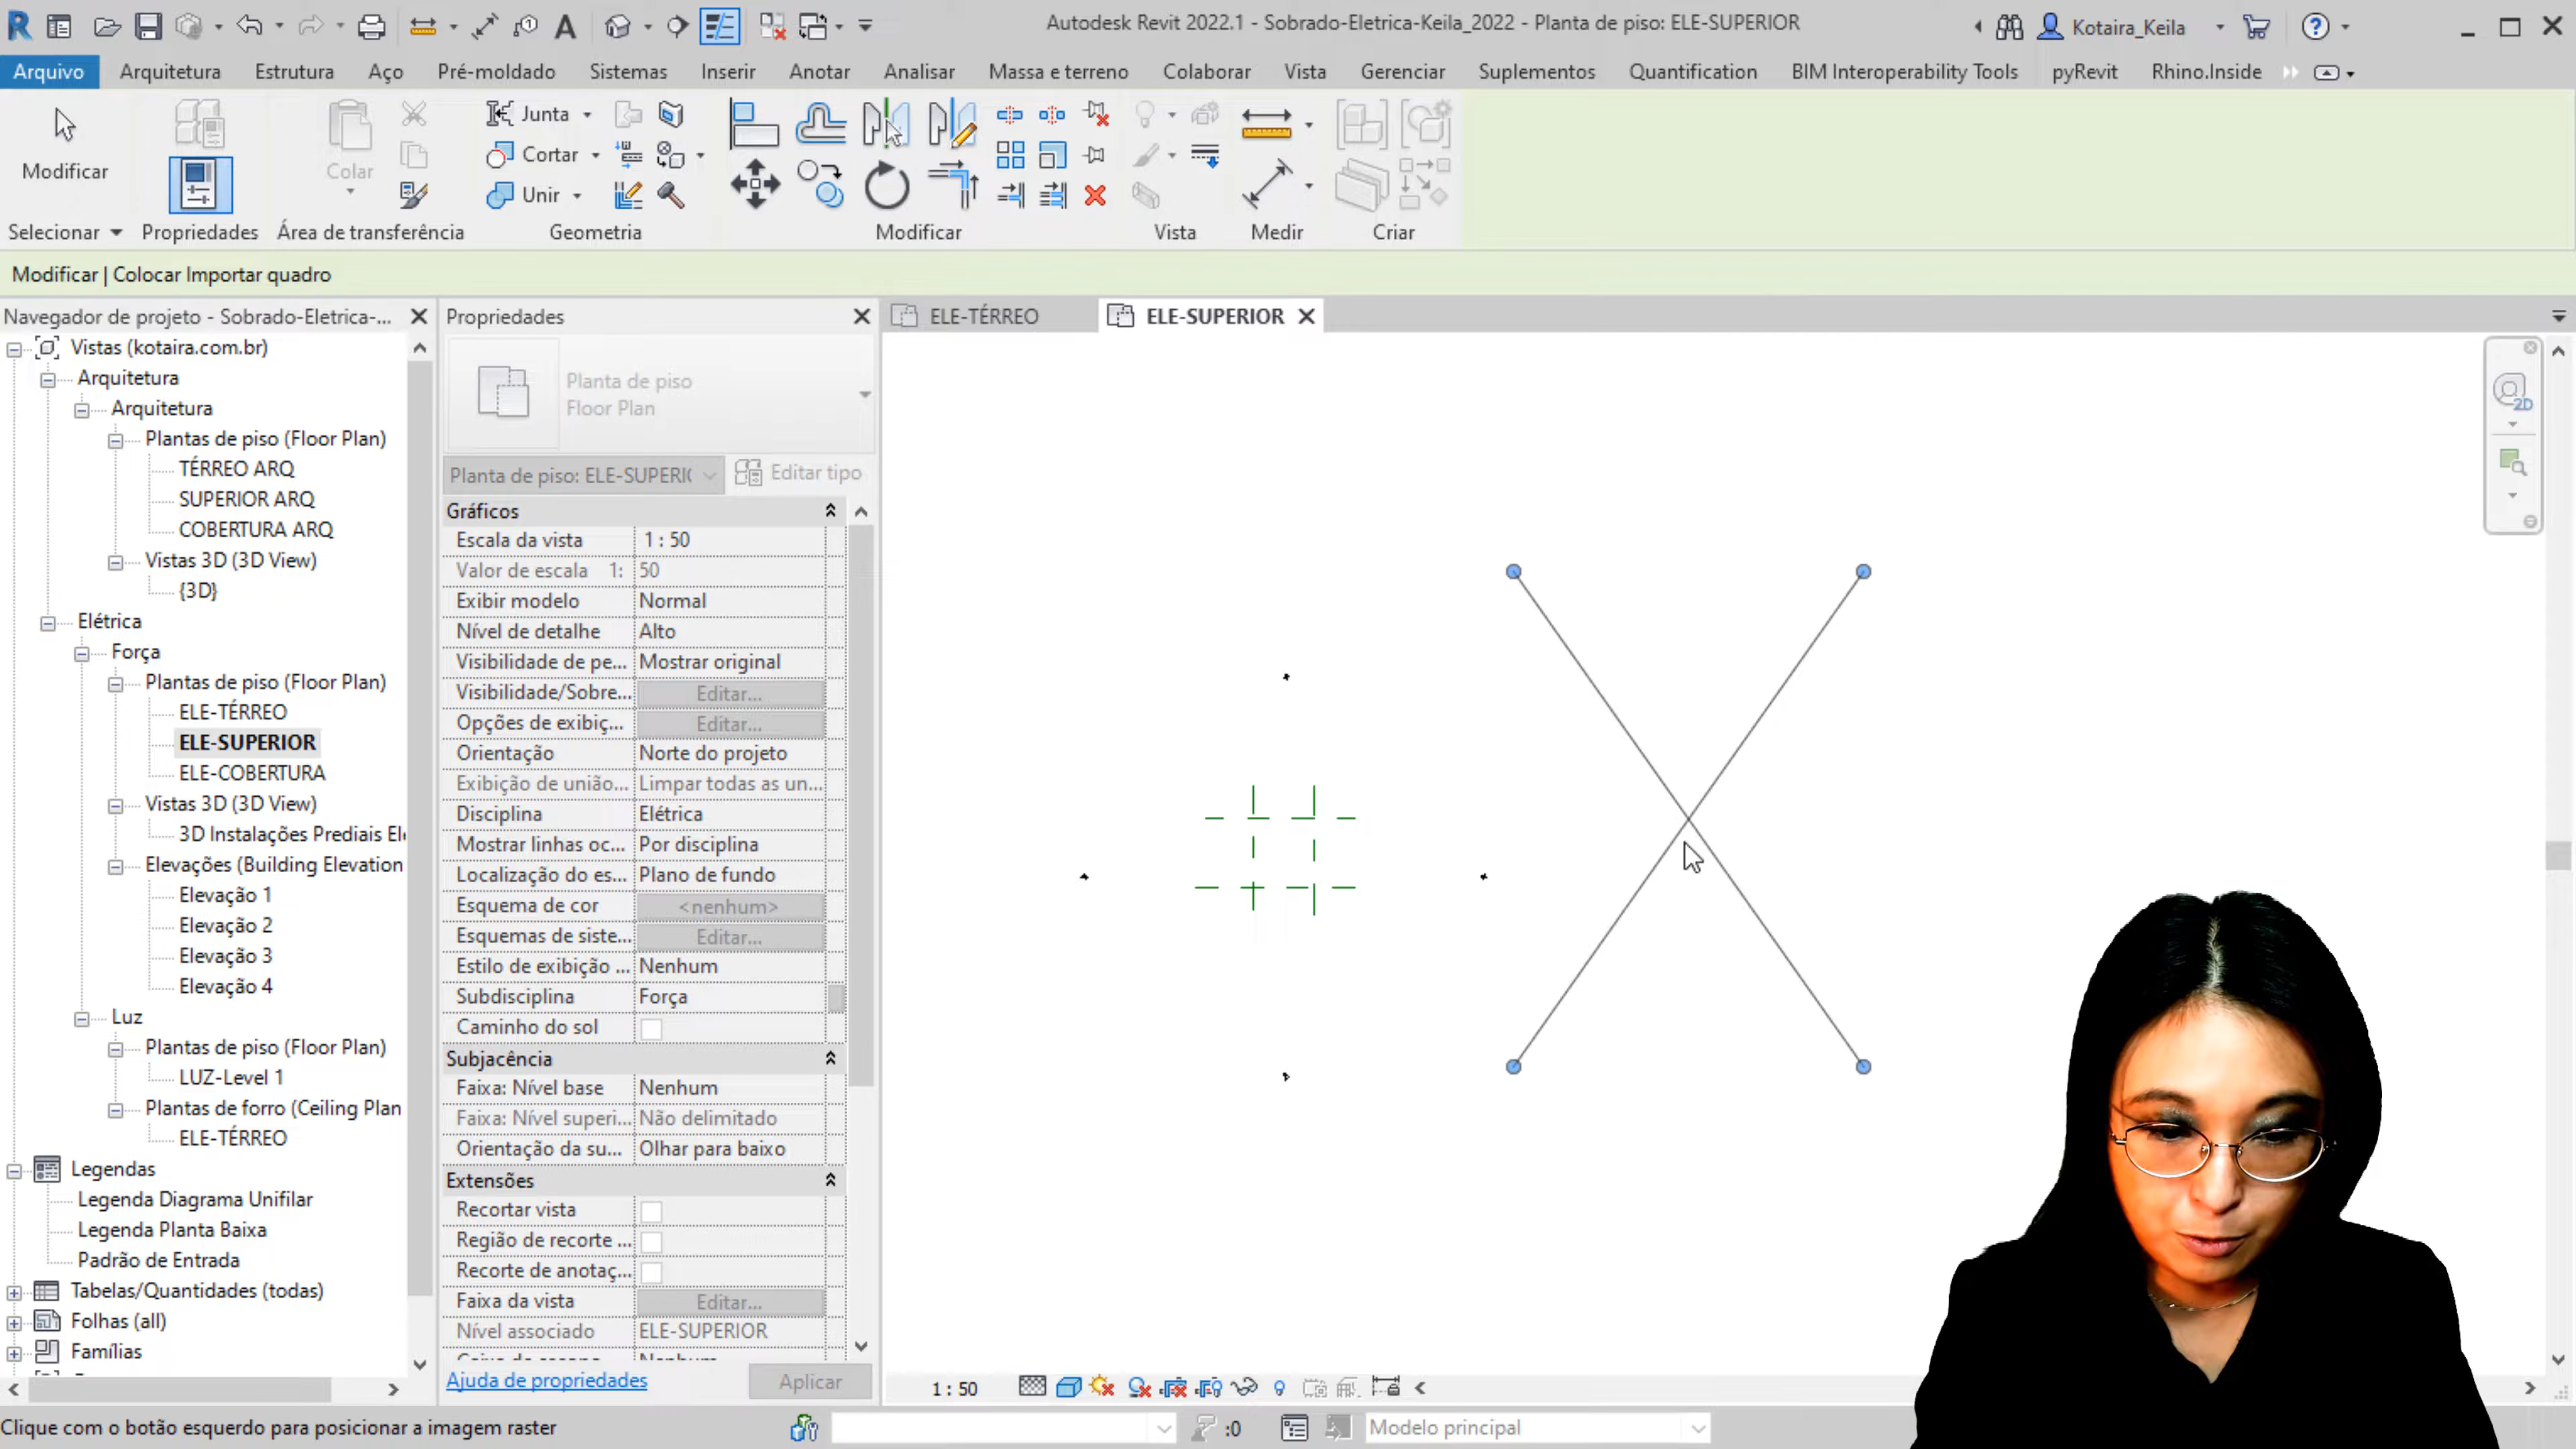 Autodesk Revit 2022.1 - Sobrado-Eletrica-Keila_2022 - Planta de piso: ELE-SUPERIOR
Kotaira_Keila
Arquivo Arquitetura Estrutura Aço Pré-moldado Sistemas Inserir Anotar Analisar Massa e terreno Colaborar Vista Gerenciar Suplementos Quantification BIM Interoperability Tools pyRevit Rhino.Inside
Modificar
Colar
Junta
Cortar
Unir
Selecionar Propriedades Área de transferência Geometria Modificar Vista Medir Criar
Modificar | Colocar Importar quadro
Navegador de projeto - Sobrado-Eletrica-...
Vistas (kotaira.com.br)
Arquitetura
Arquitetura
Plantas de piso (Floor Plan)
TÉRREO ARQ
SUPERIOR ARQ
COBERTURA ARQ
Vistas 3D (3D View)
{3D}
Elétrica
Força
Plantas de piso (Floor Plan)
ELE-TÉRREO
ELE-SUPERIOR
ELE-COBERTURA
Vistas 3D (3D View)
3D Instalações Prediais El
Elevações (Building Elevation
Elevação 1
Elevação 2
Elevação 3
Elevação 4
Luz
Plantas de piso (Floor Plan)
LUZ-Level 1
Plantas de forro (Ceiling Plan
ELE-TÉRREO
Legendas
Legenda Diagrama Unifilar
Legenda Planta Baixa
Padrão de Entrada
Tabelas/Quantidades (todas)
Folhas (all)
Famílias
Propriedades
Planta de piso
Floor Plan
Planta de piso: ELE-SUPERI Editar tipo
Gráficos
Escala da vista 1 : 50
Valor de escala 1: 50
Exibir modelo Normal
Nível de detalhe Alto
Visibilidade de pe... Mostrar original
Visibilidade/Sobre... Editar...
Opções de exibiç... Editar...
Orientação Norte do projeto
Exibição de união... Limpar todas as un...
Disciplina Elétrica
Mostrar linhas oc... Por disciplina
Localização do es... Plano de fundo
Esquema de cor <nenhum>
Esquemas de siste... Editar...
Estilo de exibição ... Nenhum
Subdisciplina Força
Caminho do sol
Subjacência
Faixa: Nível base Nenhum
Faixa: Nível superi... Não delimitado
Orientação da su... Olhar para baixo
Extensões
Recortar vista
Região de recorte ...
Recorte de anotaç...
Faixa da vista Editar...
Nível associado ELE-SUPERIOR
Ajuda de propriedades Aplicar
ELE-TÉRREO ELE-SUPERIOR
2D
1 : 50
Clique com o botão esquerdo para posicionar a imagem raster
:0
Modelo principal